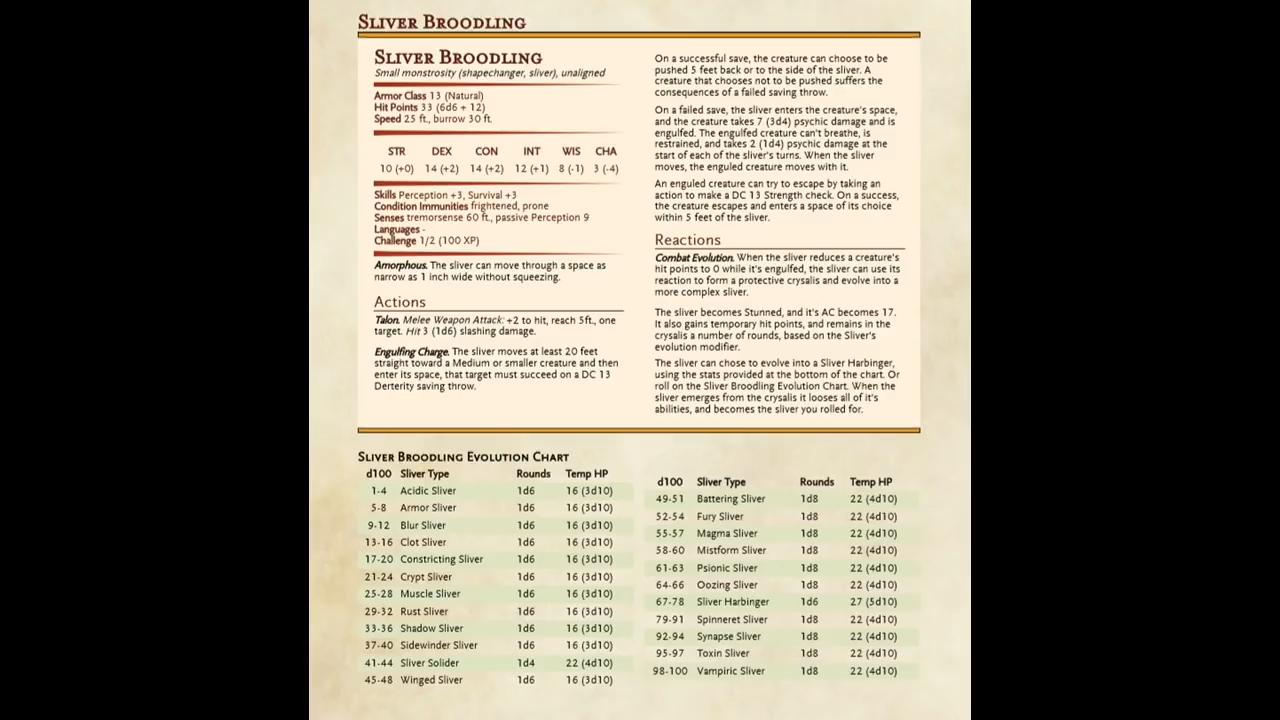 SLIVER BROODLING
SLIVER BROODLING
Small monstrosity (shapechanger, sliver), unaligned
Armor Class 13 (Natural)
Hit Points 33 (6d6 + 12)
Speed 25 ft., burrow 30 ft.
STR DEX CON INT WIS CHA
10 (+0) 14 (+2) 14 (+2) 12 (+1) 8 (-1) 3 (-4)
Skills Perception +3, Survival +3
Condition Immunities frightened, prone
Senses tremorsense 60 ft., passive Perception 9
Languages -
Challenge 1/2 (100 XP)
Amorphous. The sliver can move through a space as
narrow as 1 inch wide without squeezing.
Actions
Talon. Melee Weapon Attack: +2 to hit, reach 5ft., one
target. Hit 3 (1d6) slashing damage.
Engulfing Charge. The sliver moves at least 20 feet
straight toward a Medium or smaller creature and then
enter its space, that target must succeed on a DC 13
Derterity saving throw.
On a successful save, the creature can choose to be
pushed 5 feet back or to the side of the sliver. A
creature that chooses not to be pushed suffers the
consequences of a failed saving throw.
On a failed save, the sliver enters the creature's space,
and the creature takes 7 (3d4) psychic damage and is
engulfed. The engulfed creature can't breathe, is
restrained, and takes 2 (1d4) psychic damage at the
start of each of the sliver's turns. When the sliver
moves, the enguled creature moves with it.
An enguled creature can try to escape by taking an
action to make a DC 13 Strength check. On a success,
the creature escapes and enters a space of its choice
within 5 feet of the sliver.
Reactions
Combat Evolution. When the sliver reduces a creature's
hit points to 0 while it's engulfed, the sliver can use its
reaction to form a protective crysalis and evolve into a
more complex sliver.
The sliver becomes Stunned, and it's AC becomes 17.
It also gains temporary hit points, and remains in the
crysalis a number of rounds, based on the Sliver's
evolution modifier.
The sliver can chose to evolve into a Sliver Harbinger,
using the stats provided at the bottom of the chart. Or
roll on the Sliver Broodling Evolution Chart. When the
sliver emerges from the crysalis it looses all of it's
abilities, and becomes the sliver you rolled for.
SLIVER BROODLING EVOLUTION CHART
d100 Sliver Type Rounds Temp HP
1-4 Acidic Sliver 1d6 16 (3d10)
5-8 Armor Sliver 1d6 16 (3d10)
9-12 Blur Sliver 1d6 16 (3d10)
13-16 Clot Sliver 1d6 16 (3d10)
17-20 Constricting Sliver 1d6 16 (3d10)
21-24 Crypt Sliver 1d6 16 (3d10)
25-28 Muscle Sliver 1d6 16 (3d10)
29-32 Rust Sliver 1d6 16 (3d10)
33-36 Shadow Sliver 1d6 16 (3d10)
37-40 Sidewinder Sliver 1d6 16 (3d10)
41-44 Sliver Solider 1d4 22 (4d10)
45-48 Winged Sliver 1d6 16 (3d10)
d100 Sliver Type Rounds Temp HP
49-51 Battering Sliver 1d8 22 (4d10)
52-54 Fury Sliver 1d8 22 (4d10)
55-57 Magma Sliver 1d8 22 (4d10)
58-60 Mistform Sliver 1d8 22 (4d10)
61-63 Psionic Sliver 1d8 22 (4d10)
64-66 Oozing Sliver 1d8 22 (4d10)
67-78 Sliver Harbinger 1d6 27 (5d10)
79-91 Spinneret Sliver 1d8 22 (4d10)
92-94 Synapse Sliver 1d8 22 (4d10)
95-97 Toxin Sliver 1d8 22 (4d10)
98-100 Vampiric Sliver 1d8 22 (4d10)